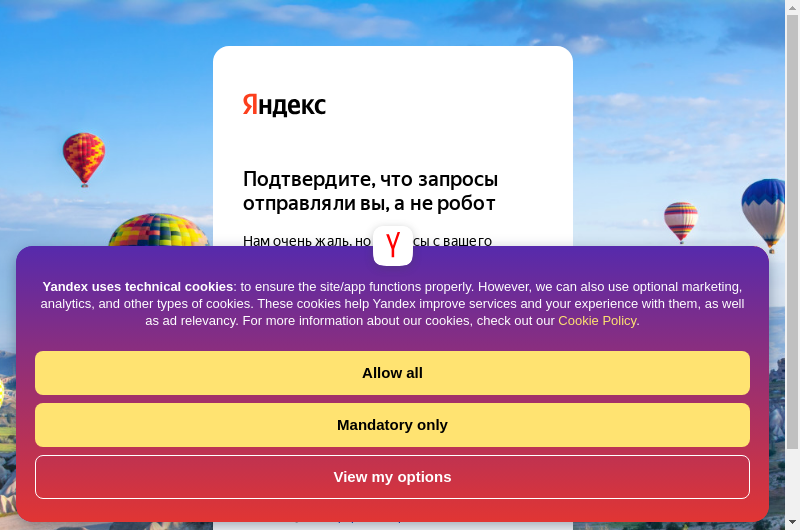 Яндекс
Подтвердите, что запросы
отправляли вы, а не робот
Нам очень жаль, но с вашего
Yandex uses technical cookies: to ensure the site/app functions properly. However, we can also use optional marketing,
analytics, and other types of cookies. These cookies help Yandex improve services and your experience with them, as well
as ad relevancy. For more information about our cookies, check out our Cookie Policy.
Allow all
Mandatory only
View my options